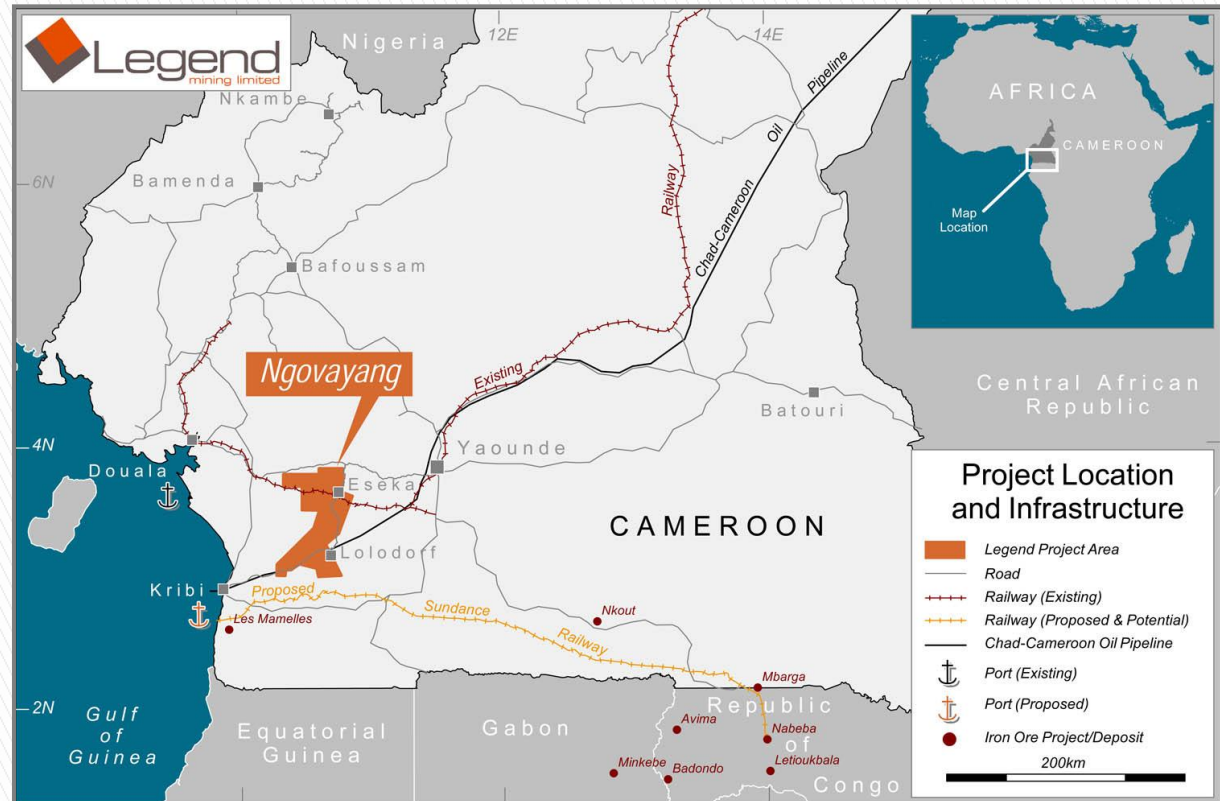 Legend
mining limited
Nigeria
12E
14E
Nkambe
6N
Bamenda
Bafoussam
Railway
Chad-Cameroon
Oil
Pipeline
Ngovayang
Existing
Batouri
4N
Douala
Yaounde
Eseka
CAMEROON
Lolodorf
Kribi
Proposed
Sundance
Railway
Les Mamelles
Nkout
Mbarga
2N
Gulf
of
Guinea
Equatorial
Guinea
Gabon
Republic
of
Congo
Avima
Nabeba
Minkebe
Badondo
Letioukbala
Central African
Republic
AFRICA
CAMEROON
Map
Location
Project Location
and Infrastructure
Legend Project Area
Road
Railway (Existing)
Railway (Proposed & Potential)
Chad-Cameroon Oil Pipeline
Port (Existing)
Port (Proposed)
Iron Ore Project/Deposit
200km